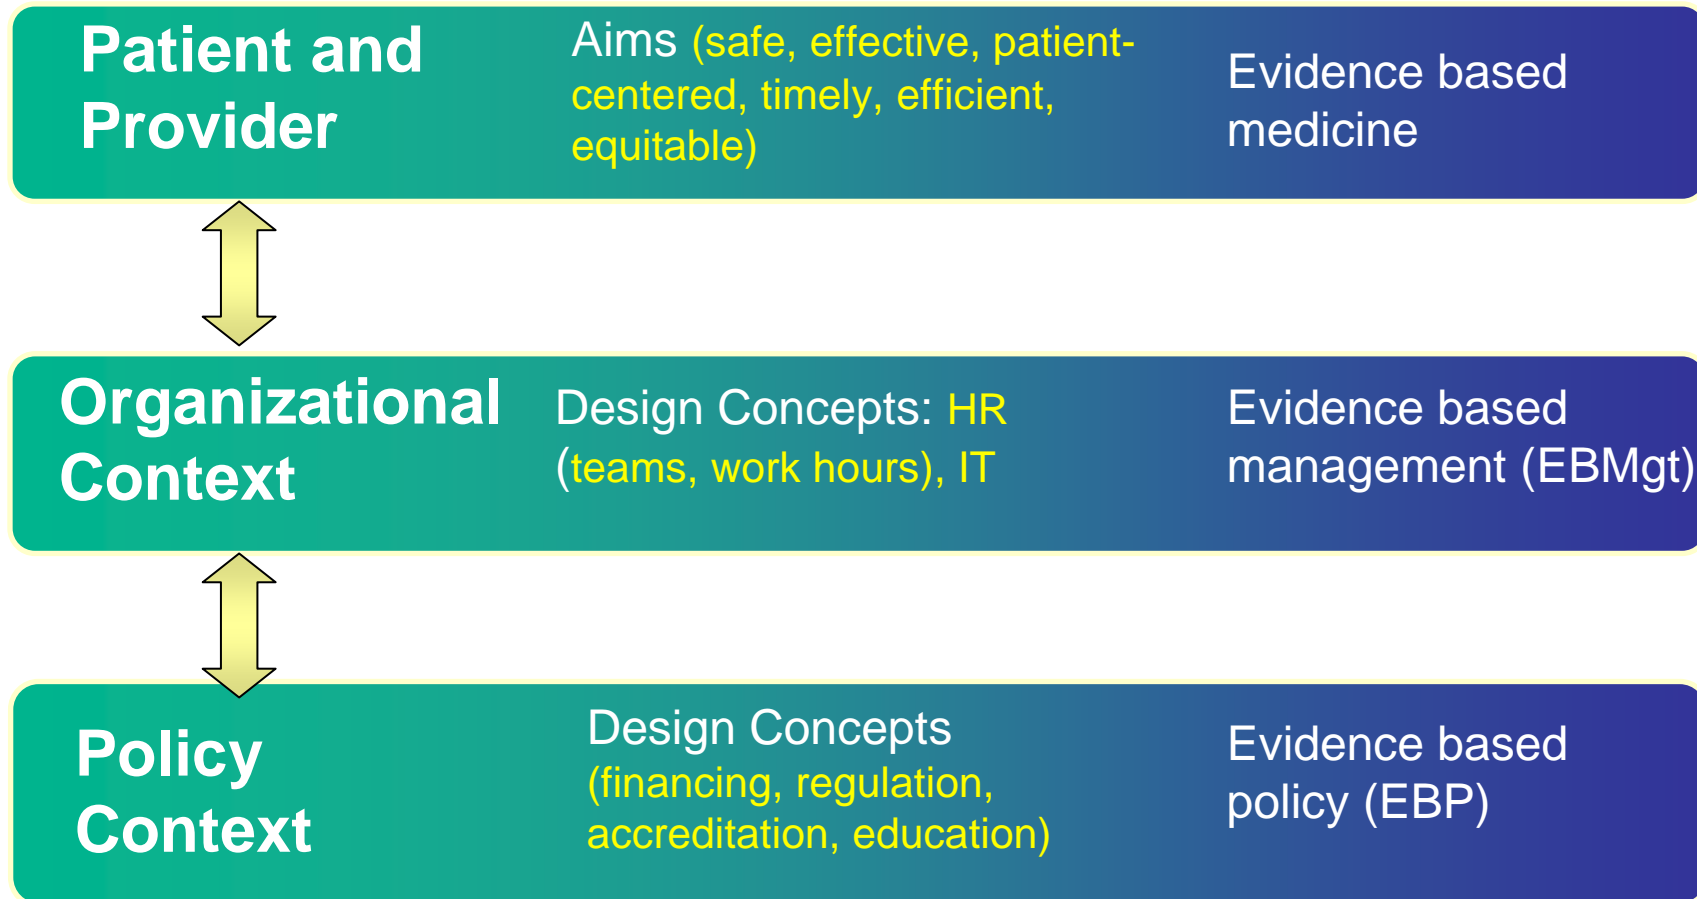 Patient and
Provider
Aims (safe, effective, patient-
centered, timely, efficient,
equitable)
Evidence based
medicine
Organizational
Context
Design Concepts: HR
(teams, work hours), IT
Evidence based
management (EBMgt)
Policy
Context
Design Concepts
(financing, regulation,
accreditation, education)
Evidence based
policy (EBP)